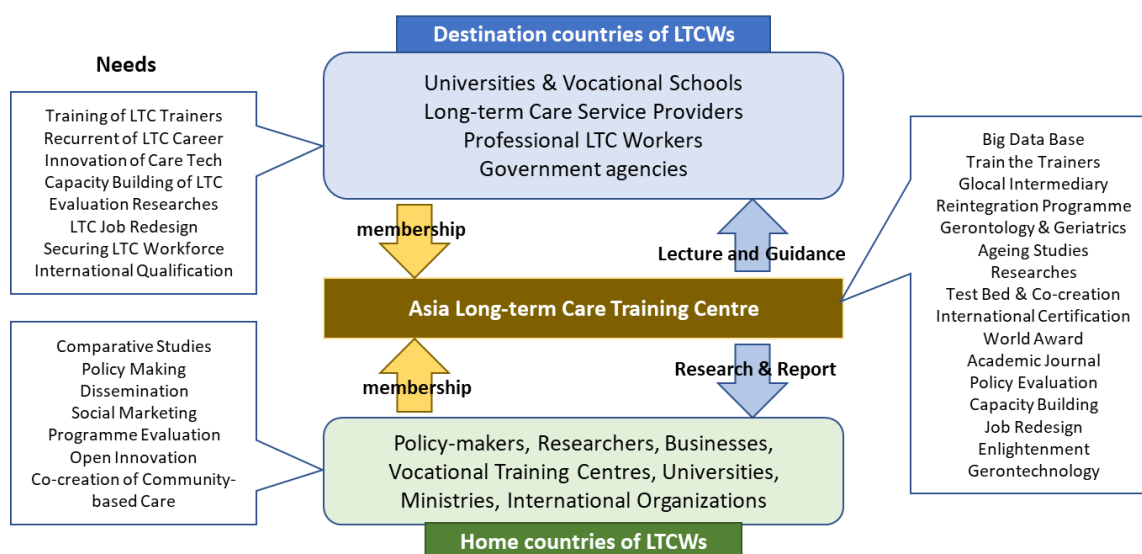 Destination countries of LTCWs
Needs
Universities & Vocational Schools
Long-term Care Service Providers
Professional LTC Workers
Government agencies
Training of LTC Trainers
Recurrent of LTC Career
Innovation of Care Tech
Capacity Building of LTC
Evaluation Researches
LTC Job Redesign
Securing LTC Workforce
International Qualification
membership
Lecture and Guidance
Asia Long-term Care Training Centre
membership
Research & Report
Comparative Studies
Policy Making
Dissemination
Social Marketing
Programme Evaluation
Open Innovation
Co-creation of Community-
based Care
Policy-makers, Researchers, Businesses,
Vocational Training Centres, Universities,
Ministries, International Organizations
Home countries of LTCWs
Big Data Base
Train the Trainers
Glocal Intermediary
Reintegration Programme
Gerontology & Geriatrics
Ageing Studies
Researches
Test Bed & Co-creation
International Certification
World Award
Academic Journal
Policy Evaluation
Capacity Building
Job Redesign
Enlightenment
Gerontechnology